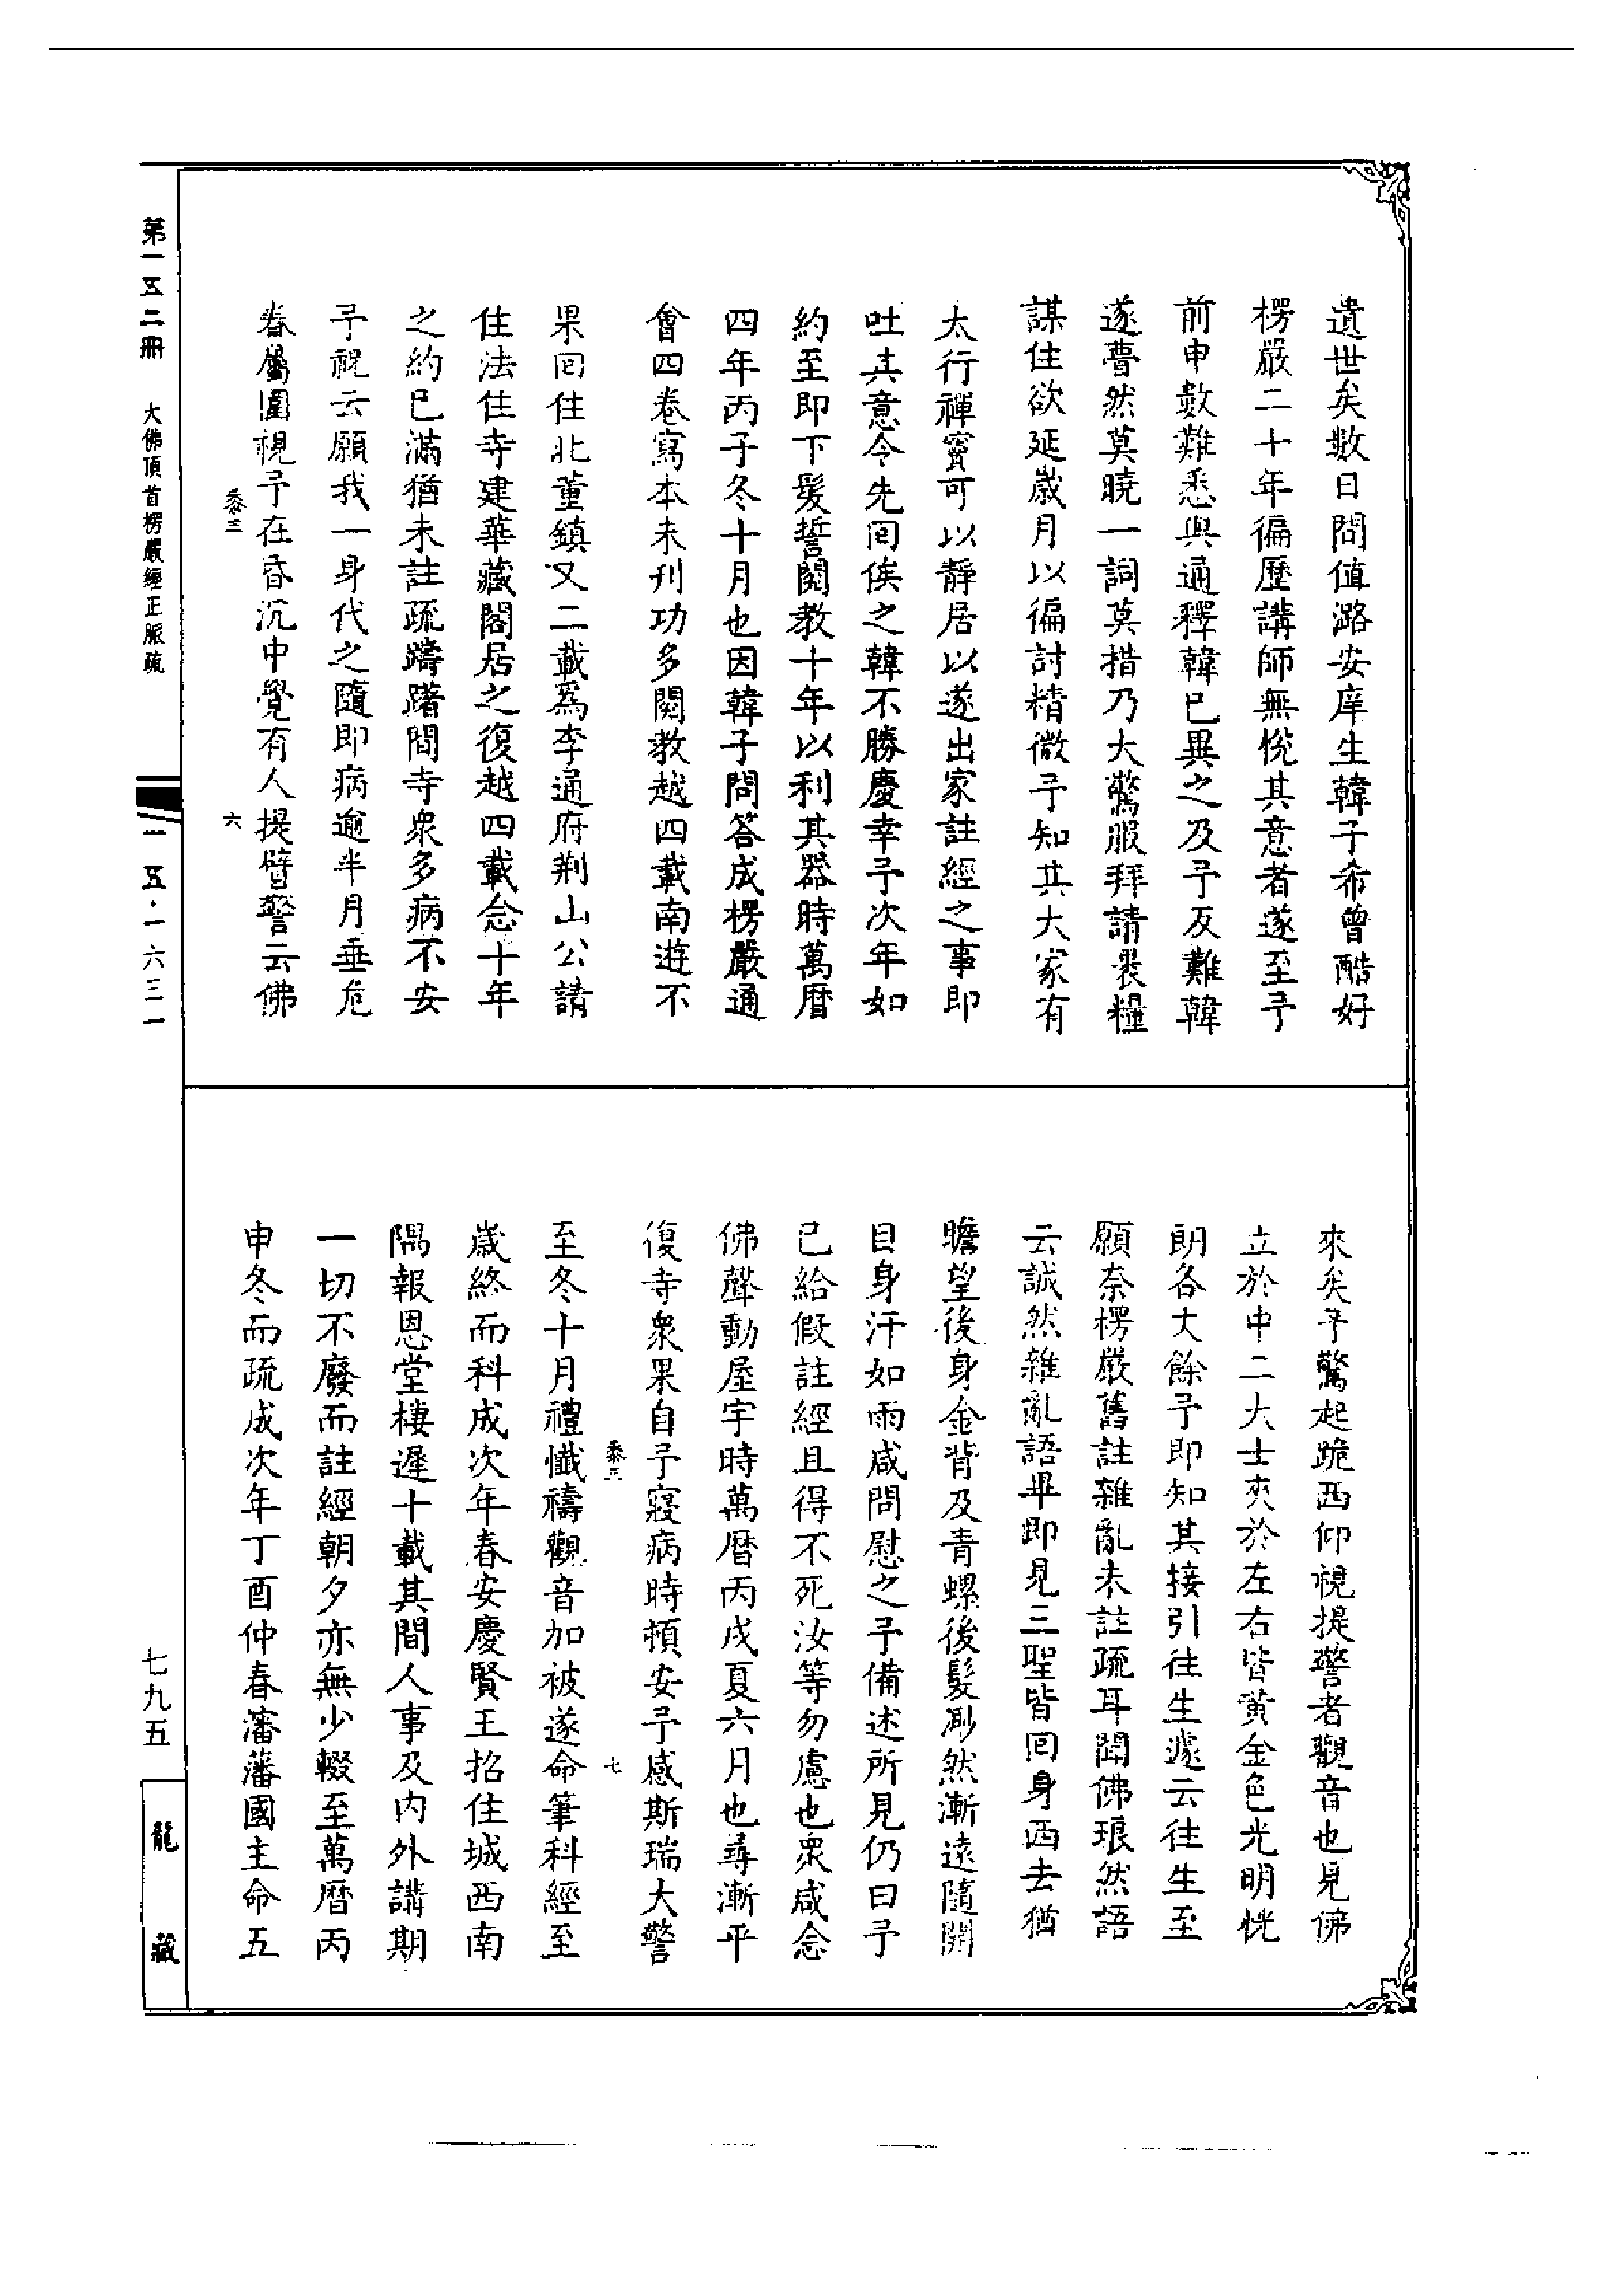 遺世矣數日間値潞安庠生韓子希曾酷好
楞嚴二十年徧歷講師無悅其意者遂至予
前申數難悉與通釋韓已異之及予反難韓
遂瞢然莫曉一詞莫措乃大驚服拜請褁糧
謀住欲延歲月以徧討精微予知其大家有
太行禪竇可以靜居以遂出家註經之事即
吐其意令先回俟之韓不勝慶幸予次年如
約至即下髮誓閱教十年以利其器時萬曆
四年丙子冬十月也因韓子問答成楞嚴通
會四卷寫本未刊功多閱教越四載南遊不
果回住北董鎮又二載爲李通府荆山公請
住法住寺建華藏閣居之復越四載念十年
之約已滿猶未註疏躊躇間寺衆多病不安
予祝云願我一身代之隨即病逾半月垂危
眷屬圍視予在昏沉中覺有人提臂警云佛
黍三
六
來矣予驚起跪西仰視提警者觀音也見佛
立於中二大士夾於左右皆黄金色光明恍
朗各丈餘予即知其接引往生遽云往生至
願奈楞嚴舊註雜亂未註疏耳聞佛琅然語
云誠然雜亂語畢即見三聖皆回身西去猶
瞻望後身金背及青螺後髮渺然漸遠隨開
目身汗如雨咸問慰之予備述所見仍曰予
已給假註經且得不死汝等勿慮也衆咸念
佛聲動屋宇時萬曆丙戌夏六月也尋漸平
復寺衆果自予寢病時頓安予感斯瑞大警
黍三
七
至冬十月禮懺禱觀音加被遂命筆科經至
歲終而科成次年春安慶賢王招住城西南
隅報恩堂棲遲十載其間人事及内外講期
一切不廢而註經朝夕亦無少輟至萬曆丙
申冬而疏成次年丁酉仲春瀋藩國主命五
第一五二冊
大佛頂首楞嚴經正脈疏
一五·一六三一
七九五
龍藏